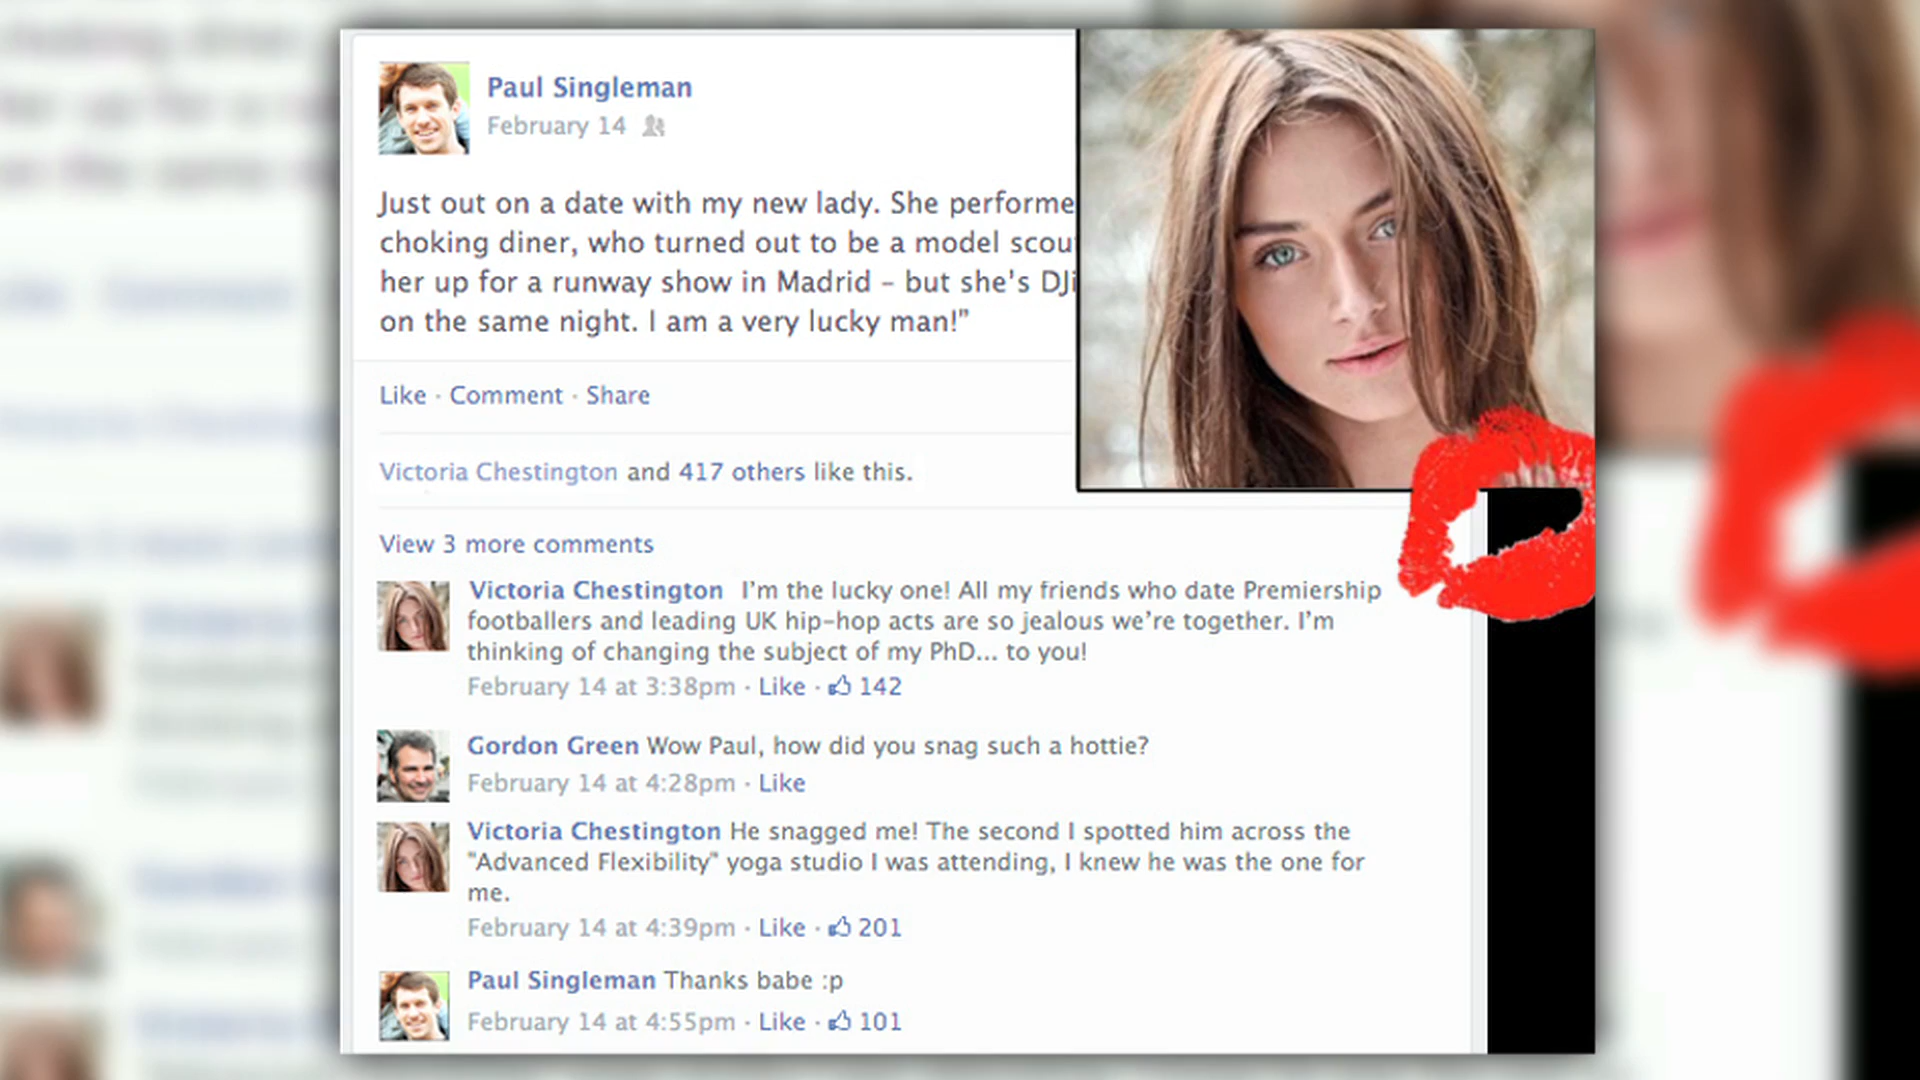 Paul Singleman
February 14
Just out on a date with my new lady. She performe
choking diner, who turned out to be a model scou
her up for a runway show in Madrid – but she's DJi
on the same night. I am a very lucky man!"
Like · Comment · Share
Victoria Chestington and 417 others like this.
View 3 more comments
Victoria Chestington I'm the lucky one! All my friends who date Premiership
footballers and leading UK hip-hop acts are so jealous we're together. I'm
thinking of changing the subject of my PhD... to you!
February 14 at 3:38pm · Like · 142
Gordon Green Wow Paul, how did you snag such a hottie?
February 14 at 4:28pm · Like
Victoria Chestington He snagged me! The second I spotted him across the
"Advanced Flexibility" yoga studio I was attending, I knew he was the one for
me.
February 14 at 4:39pm · Like · 201
Paul Singleman Thanks babe :p
February 14 at 4:55pm · Like · 101